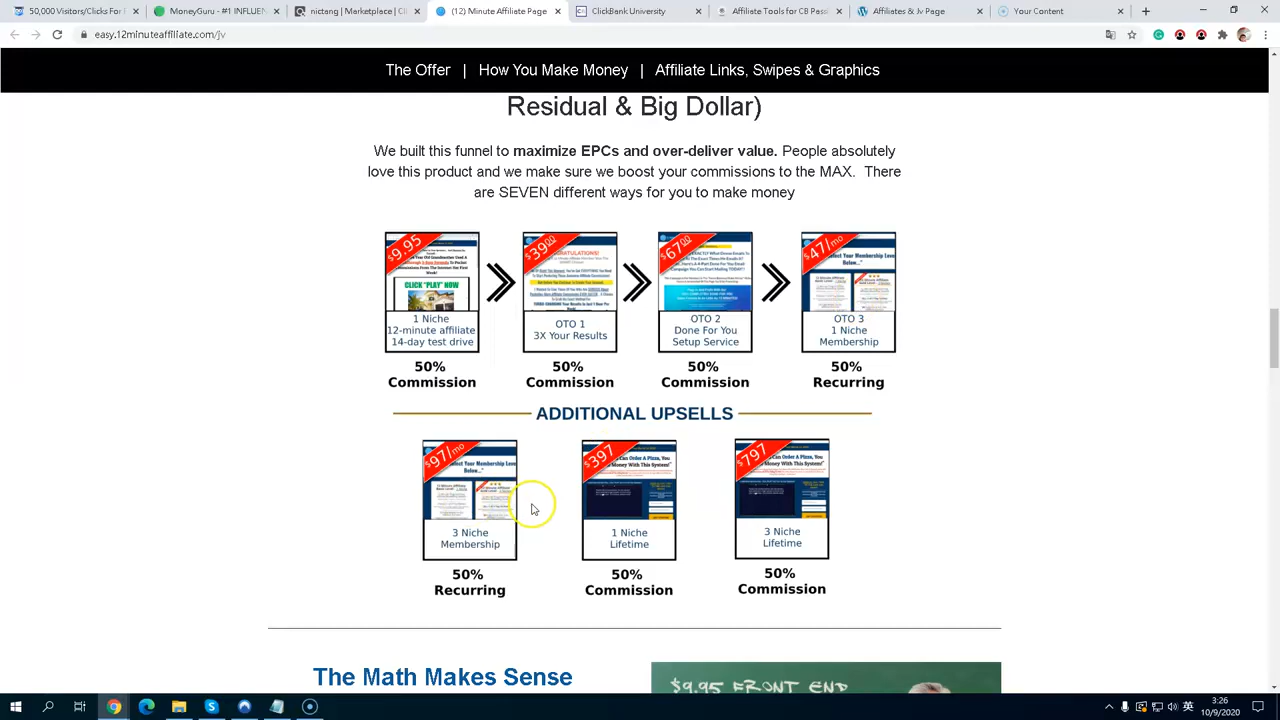 50,000 Visitors/Clicks For F
MoneyGuru - #1 INFLUEN
nictang | Marketplace | Cli
(12) Minute Affiliate Page
ClickBank University
Affiliate Tools for CB Pass
Affiliates & Jv Page
Your Content
easy.12minuteaffiliate.com/jv
The Offer | How You Make Money | Affiliate Links, Swipes & Graphics
Residual & Big Dollar)
We built this funnel to maximize EPCs and over-deliver value. People absolutely
love this product and we make sure we boost your commissions to the MAX. There
are SEVEN different ways for you to make money
$9.95
$39.00
$67.00
$47/mo
CLICK "PLAY" NOW
1 Niche
12-minute affiliate
14-day test drive
OTO 1
3X Your Results
OTO 2
Done For You
Setup Service
OTO 3
1 Niche
Membership
50%
Commission
50%
Commission
50%
Commission
50%
Recurring
ADDITIONAL UPSELLS
$97/mo
$397
$797
3 Niche
Membership
1 Niche
Lifetime
3 Niche
Lifetime
50%
Recurring
50%
Commission
50%
Commission
The Math Makes Sense
$9.95 FRONT END
英
3:26
10/9/2020